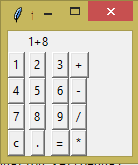 1+8
1 2 3 +
4 5 6 -
7 8 9 /
c . = *